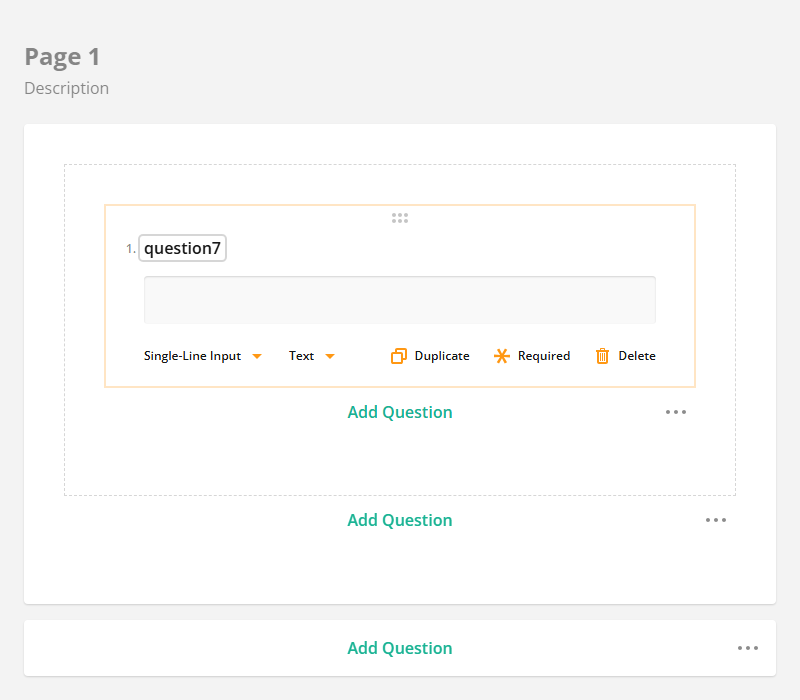 Page 1
Description
1. question7
Single-Line Input Text Duplicate Required Delete
Add Question
Add Question
Add Question